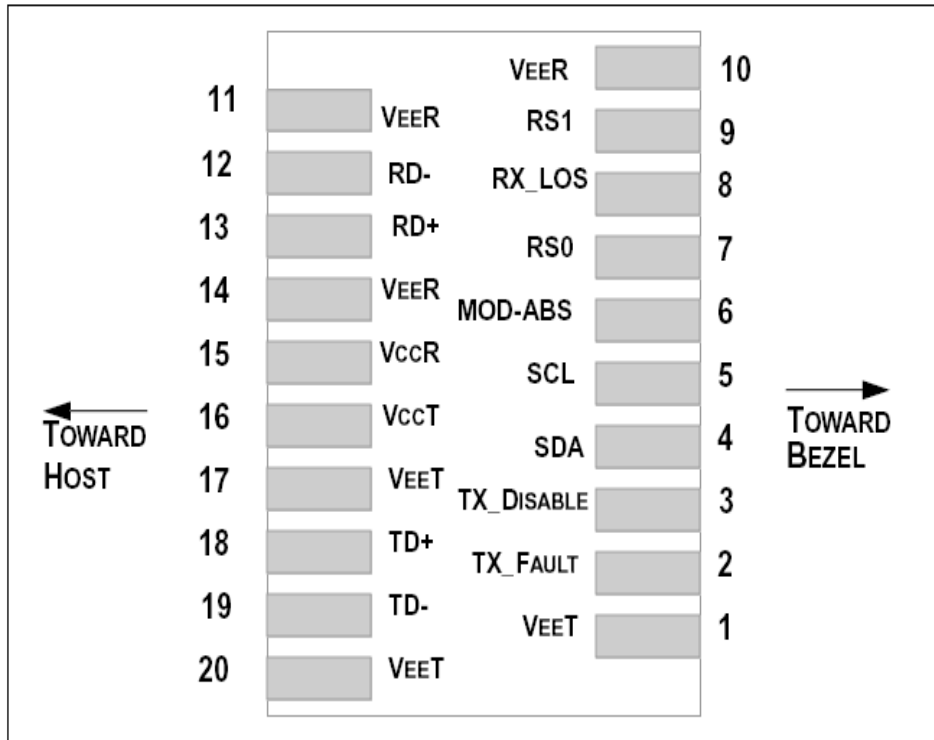 VEER 10
11 VEER
RS1 9
12 RD-
RX_LOS 8
13 RD+
RS0 7
14 VEER
MOD-ABS 6
15 VCCR
SCL 5
16 VCCT
TOWARD
HOST
TOWARD
BEZEL
SDA 4
17 VEET
TX_DISABLE 3
18 TD+
TX_FAULT 2
19 TD-
VEET 1
20 VEET